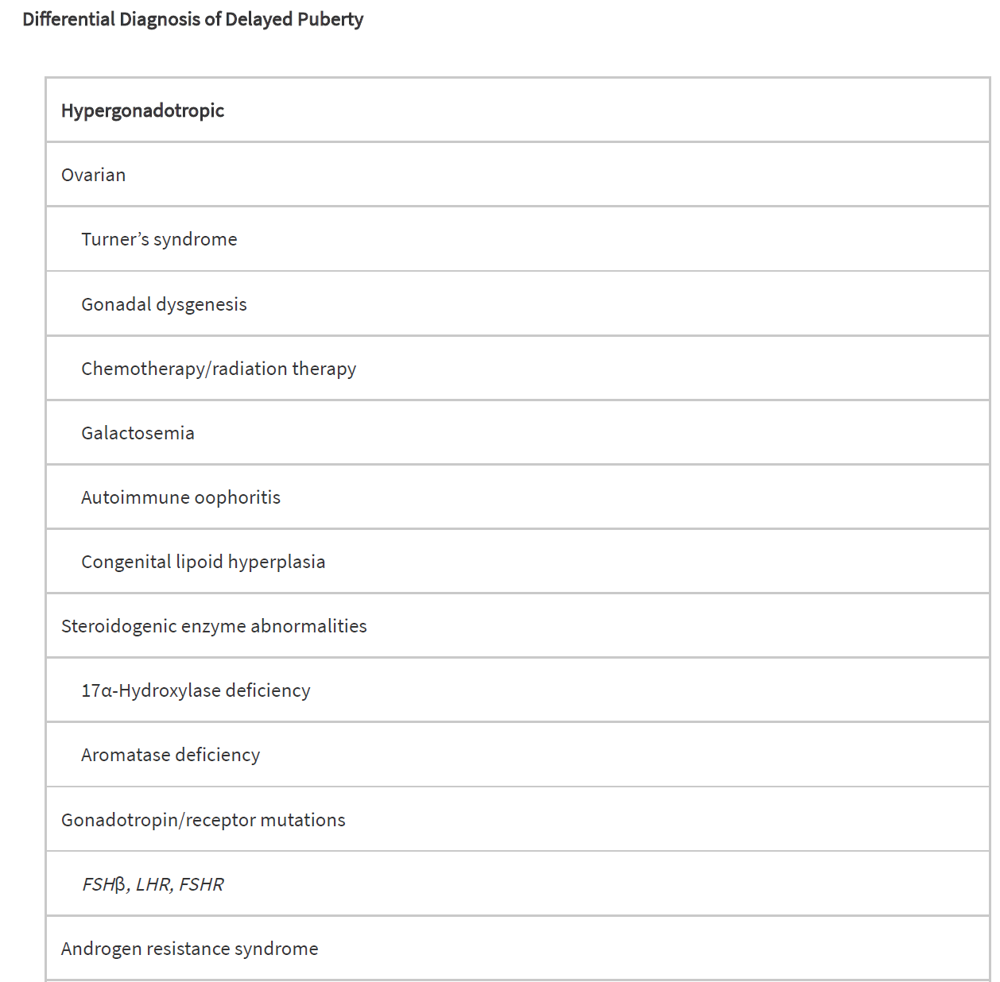 Differential Diagnosis of Delayed Puberty
Hypergonadotropic
Ovarian
Turner’s syndrome
Gonadal dysgenesis
Chemotherapy/radiation therapy
Galactosemia
Autoimmune oophoritis
Congenital lipoid hyperplasia
Steroidogenic enzyme abnormalities
17α-Hydroxylase deficiency
Aromatase deficiency
Gonadotropin/receptor mutations
FSHβ, LHR, FSHR
Androgen resistance syndrome